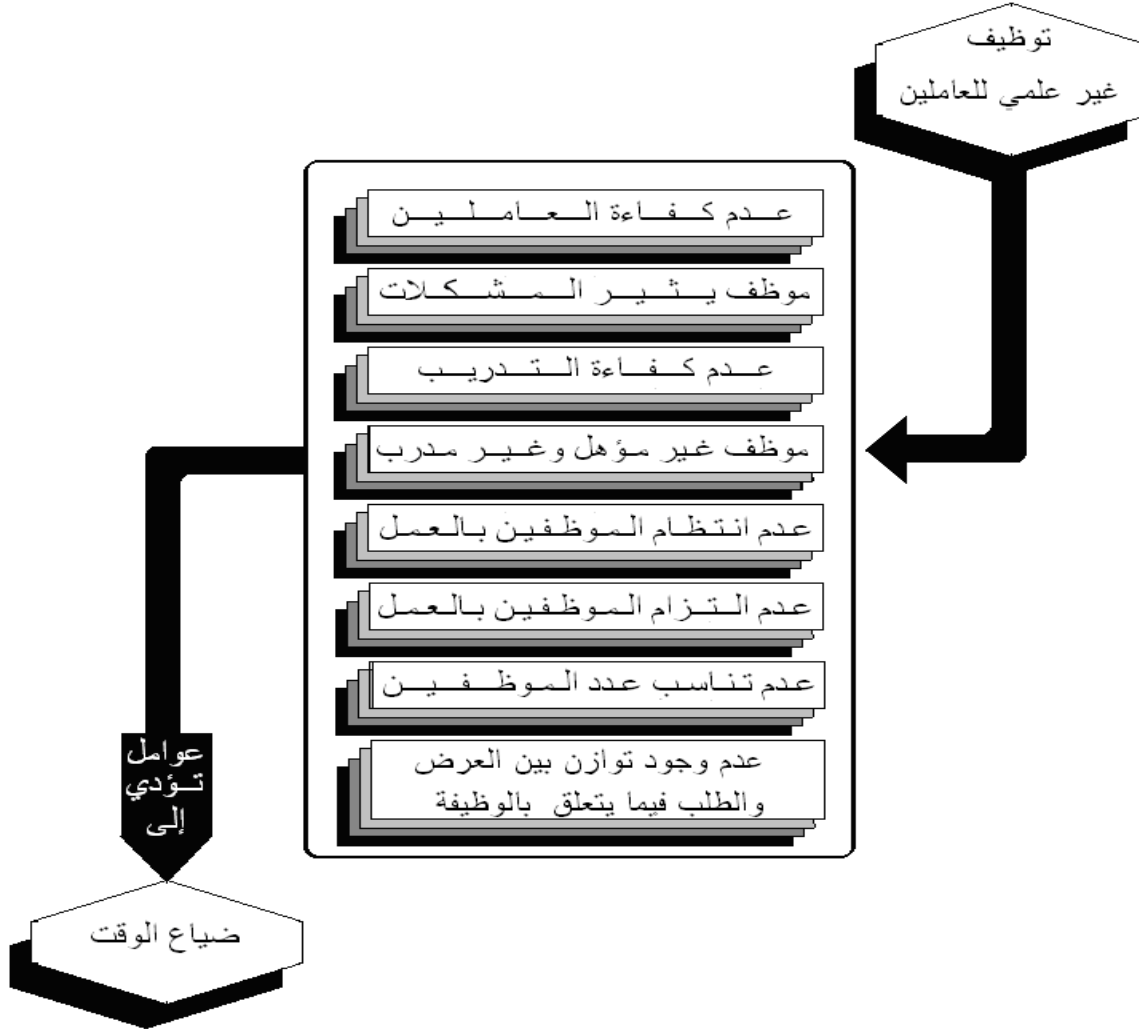 توظيف
غير علمي للعاملين
عدم كفاءة العاملين
موظف يثير المشكلات
عدم كفاءة التدريب
موظف غير مؤهل وغير مدرب
عدم انتظام الموظفين بالعمل
عدم التزام الموظفين بالعمل
عدم تناسب عدد الموظفين
عدم وجود توازن بين العرض
والطلب فيما يتعلق بالوظيفة
عوامل
تؤدي
إلى
ضياع الوقت